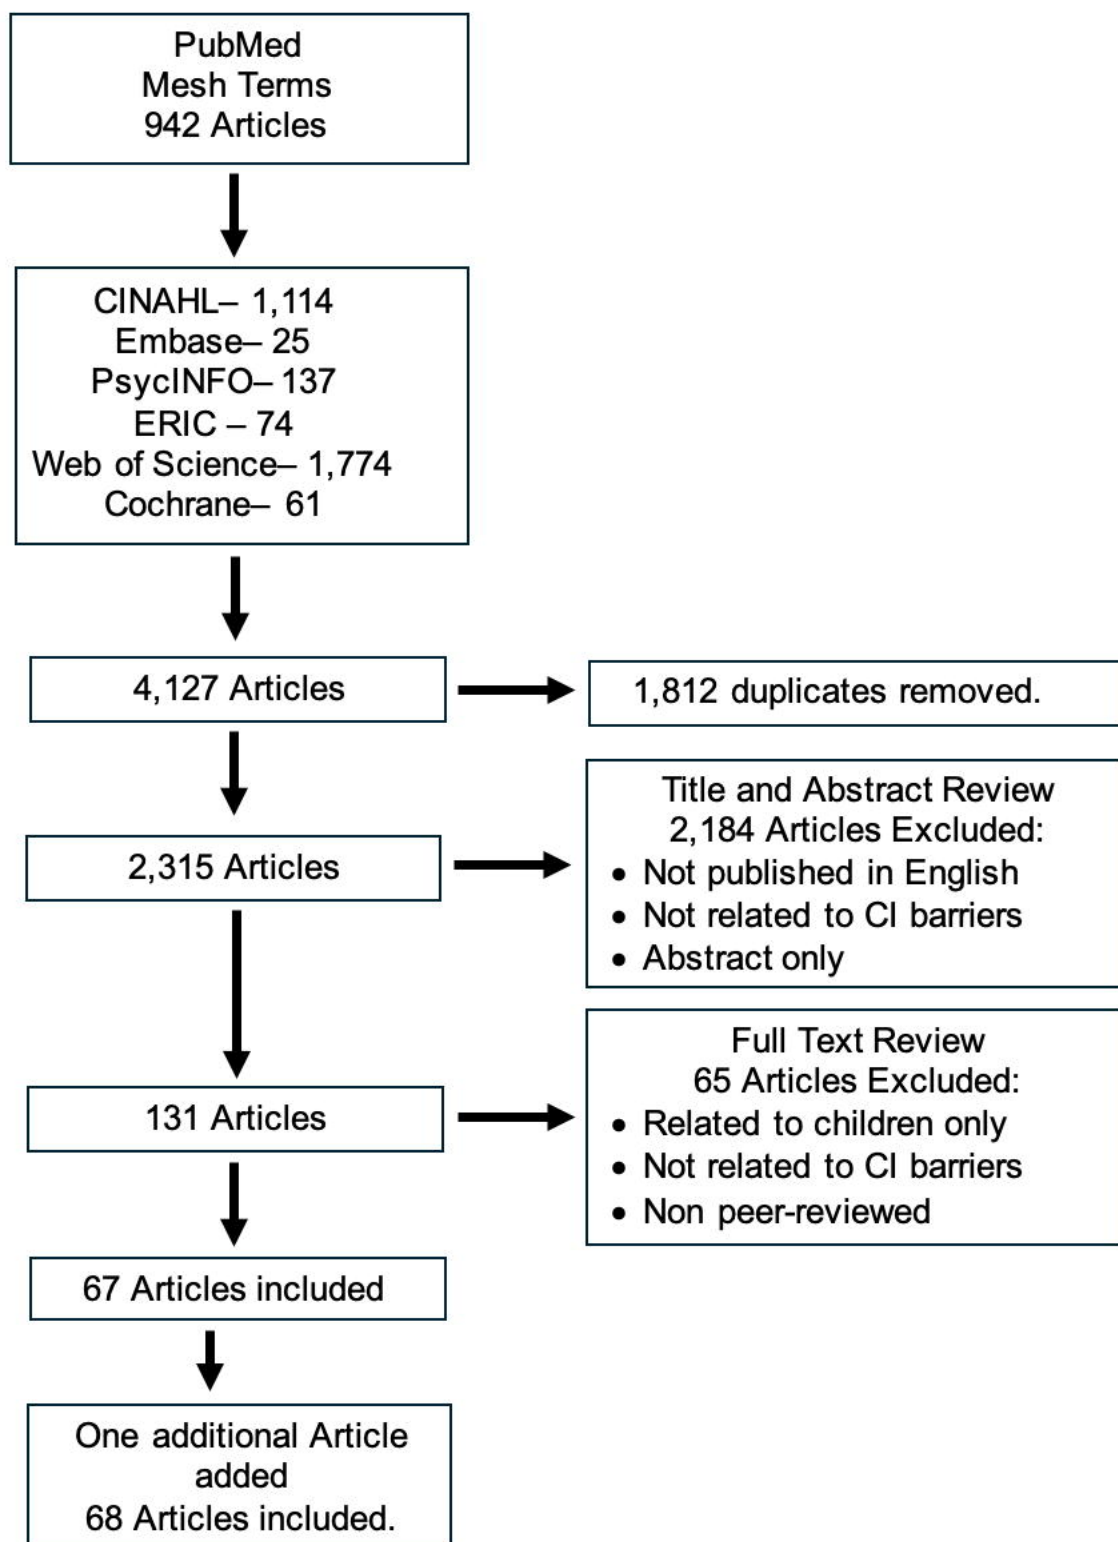 PubMed
Mesh Terms
942 Articles
CINAHL– 1,114
Embase– 25
PsycINFO– 137
ERIC – 74
Web of Science– 1,774
Cochrane– 61
4,127 Articles
1,812 duplicates removed.
2,315 Articles
Title and Abstract Review
2,184 Articles Excluded:
• Not published in English
• Not related to CI barriers
• Abstract only
131 Articles
Full Text Review
65 Articles Excluded:
• Related to children only
• Not related to CI barriers
• Non peer-reviewed
67 Articles included
One additional Article
added
68 Articles included.